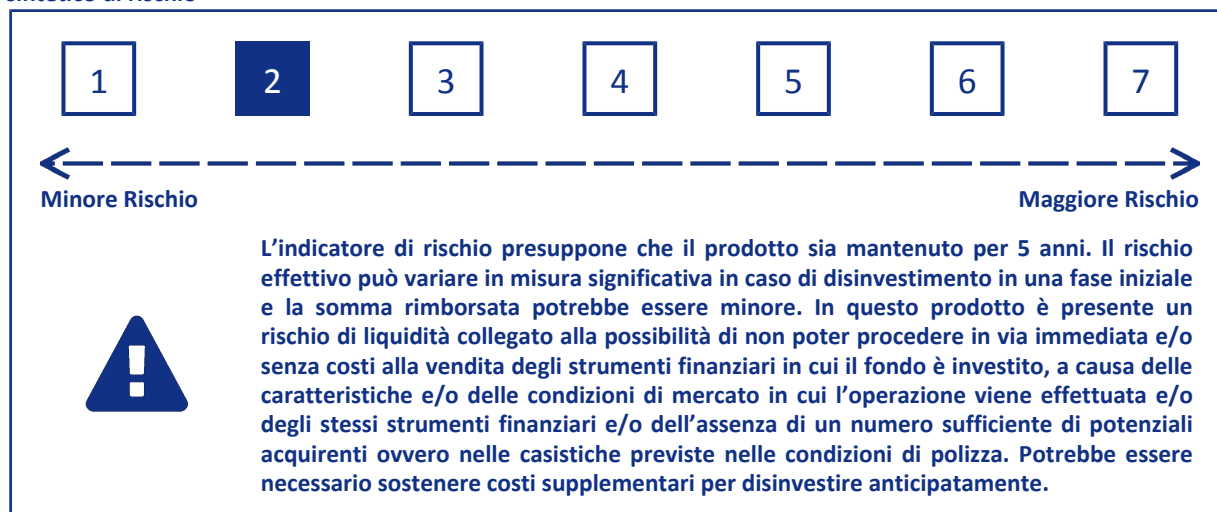 sintetico di rischio
1 2 3 4 5 6 7
Minore Rischio Maggiore Rischio
L’indicatore di rischio presuppone che il prodotto sia mantenuto per 5 anni. Il rischio
effettivo può variare in misura significativa in caso di disinvestimento in una fase iniziale
e la somma rimborsata potrebbe essere minore. In questo prodotto è presente un
rischio di liquidità collegato alla possibilità di non poter procedere in via immediata e/o
senza costi alla vendita degli strumenti finanziari in cui il fondo è investito, a causa delle
caratteristiche e/o delle condizioni di mercato in cui l’operazione viene effettuata e/o
degli stessi strumenti finanziari e/o dell’assenza di un numero sufficiente di potenziali
acquirenti ovvero nelle casistiche previste nelle condizioni di polizza. Potrebbe essere
necessario sostenere costi supplementari per disinvestire anticipatamente.